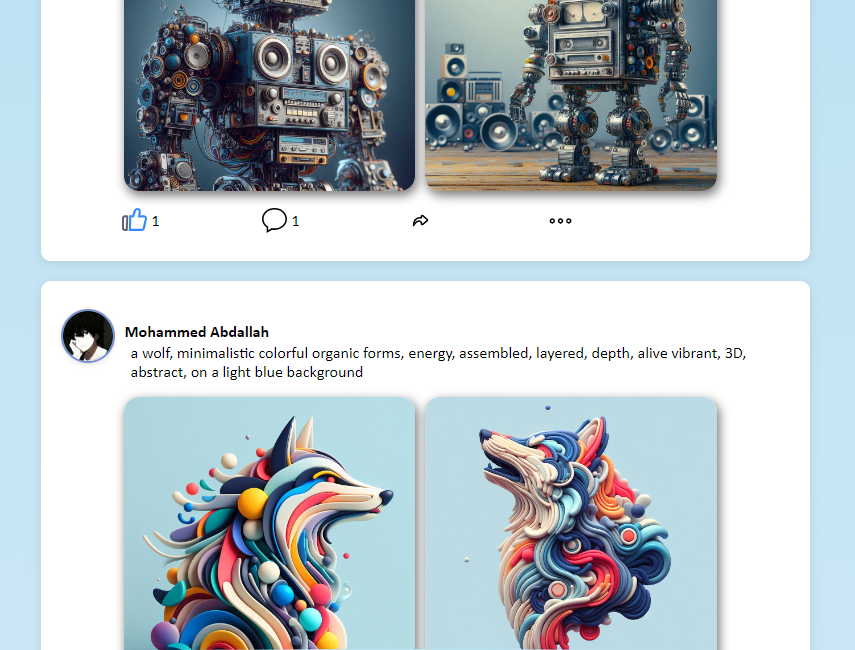 1
1
Mohammed Abdallah
a wolf, minimalistic colorful organic forms, energy, assembled, layered, depth, alive vibrant, 3D,
abstract, on a light blue background